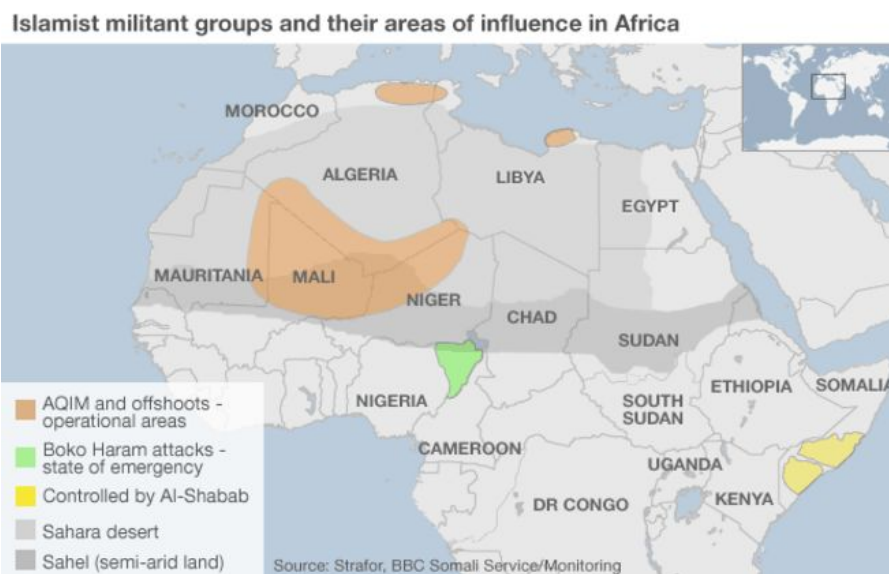 Islamist militant groups and their areas of influence in Africa
MOROCCO
ALGERIA
LIBYA
EGYPT
MAURITANIA
MALI
NIGER
CHAD
SUDAN
NIGERIA
CAMEROON
SOUTH
SUDAN
ETHIOPIA
SOMALIA
UGANDA
DR CONGO
KENYA
AQIM and offshoots -
operational areas
Boko Haram attacks -
state of emergency
Controlled by Al-Shabab
Sahara desert
Sahel (semi-arid land)
Source: Strafor, BBC Somali Service/Monitoring